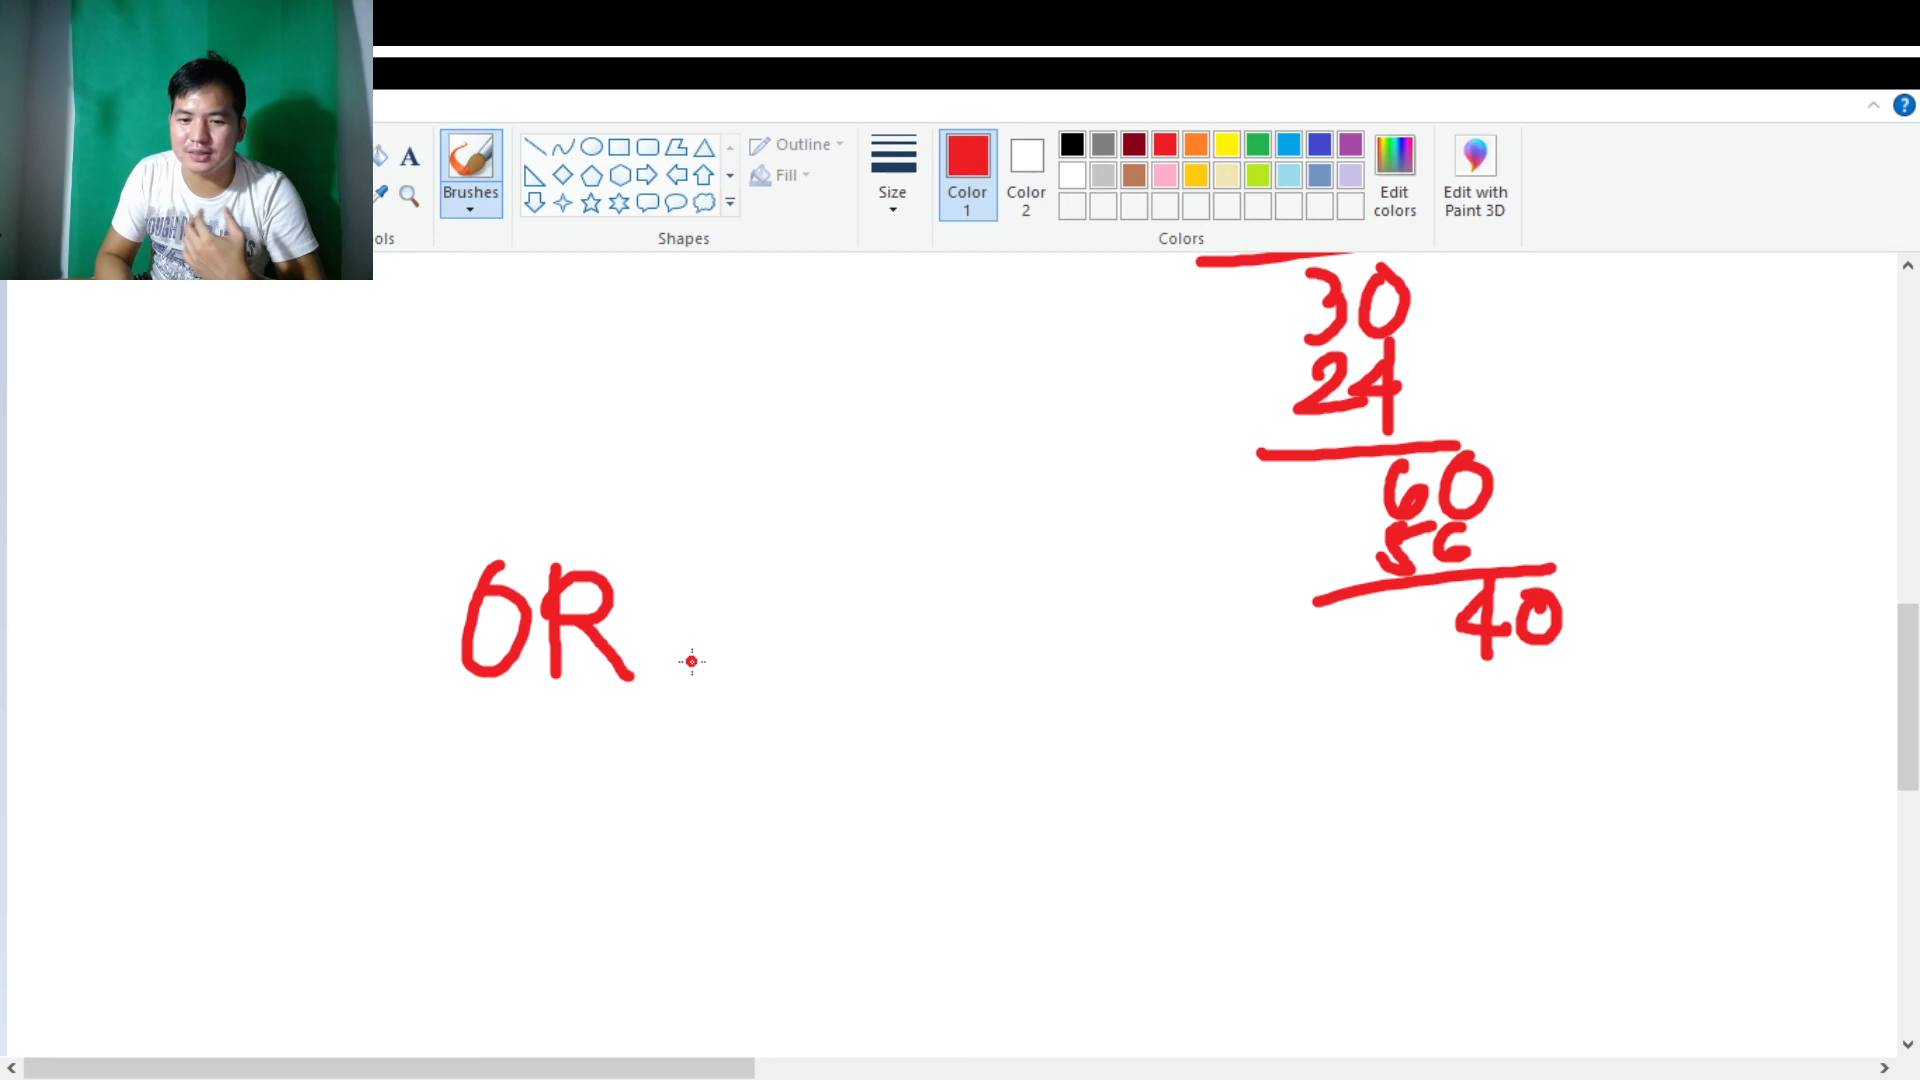 A
Brushes
Size
Outline
Fill
Color
1
Color
2
Edit
colors
Edit with
Paint 3D
ols
Shapes
Colors
?
30
24
60
56
40
OR